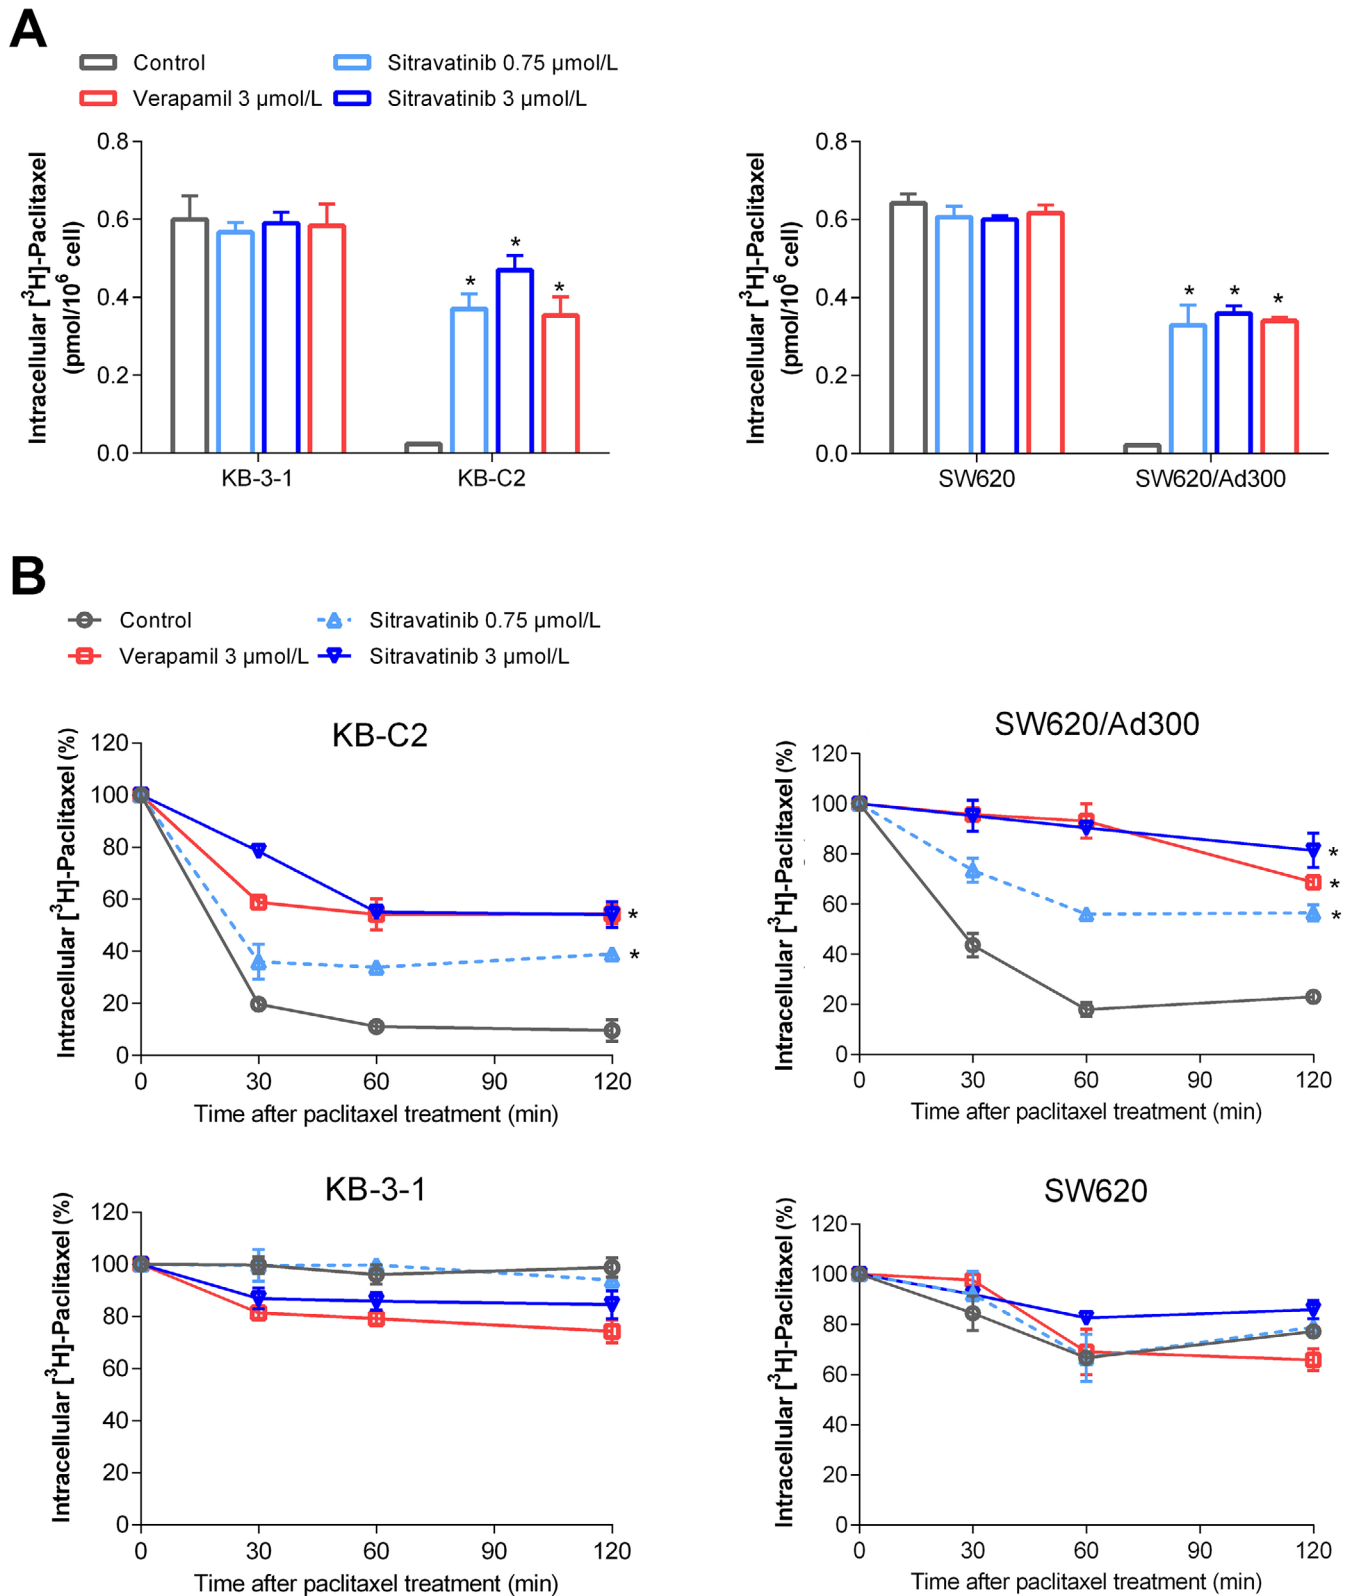 A
Control
Sitravatinib 0.75 µmol/L
Verapamil 3 µmol/L
Sitravatinib 3 µmol/L
Intracellular [³H]-Paclitaxel
(pmol/10⁶ cell)
0.8
0.6
0.4
0.2
0.0
* * *
KB-3-1
KB-C2
Intracellular [³H]-Paclitaxel
(pmol/10⁶ cell)
0.8
0.6
0.4
0.2
0.0
* * *
SW620
SW620/Ad300
B
Control
Sitravatinib 0.75 µmol/L
Verapamil 3 µmol/L
Sitravatinib 3 µmol/L
KB-C2
Intracellular [³H]-Paclitaxel (%)
120
100
80
60
40
20
0
*
*
0 30 60 90 120
Time after paclitaxel treatment (min)
SW620/Ad300
Intracellular [³H]-Paclitaxel (%)
120
100
80
60
40
20
0
*
*
*
0 30 60 90 120
Time after paclitaxel treatment (min)
KB-3-1
Intracellular [³H]-Paclitaxel (%)
120
100
80
60
40
20
0
0 30 60 90 120
Time after paclitaxel treatment (min)
SW620
Intracellular [³H]-Paclitaxel (%)
120
100
80
60
40
20
0
0 30 60 90 120
Time after paclitaxel treatment (min)